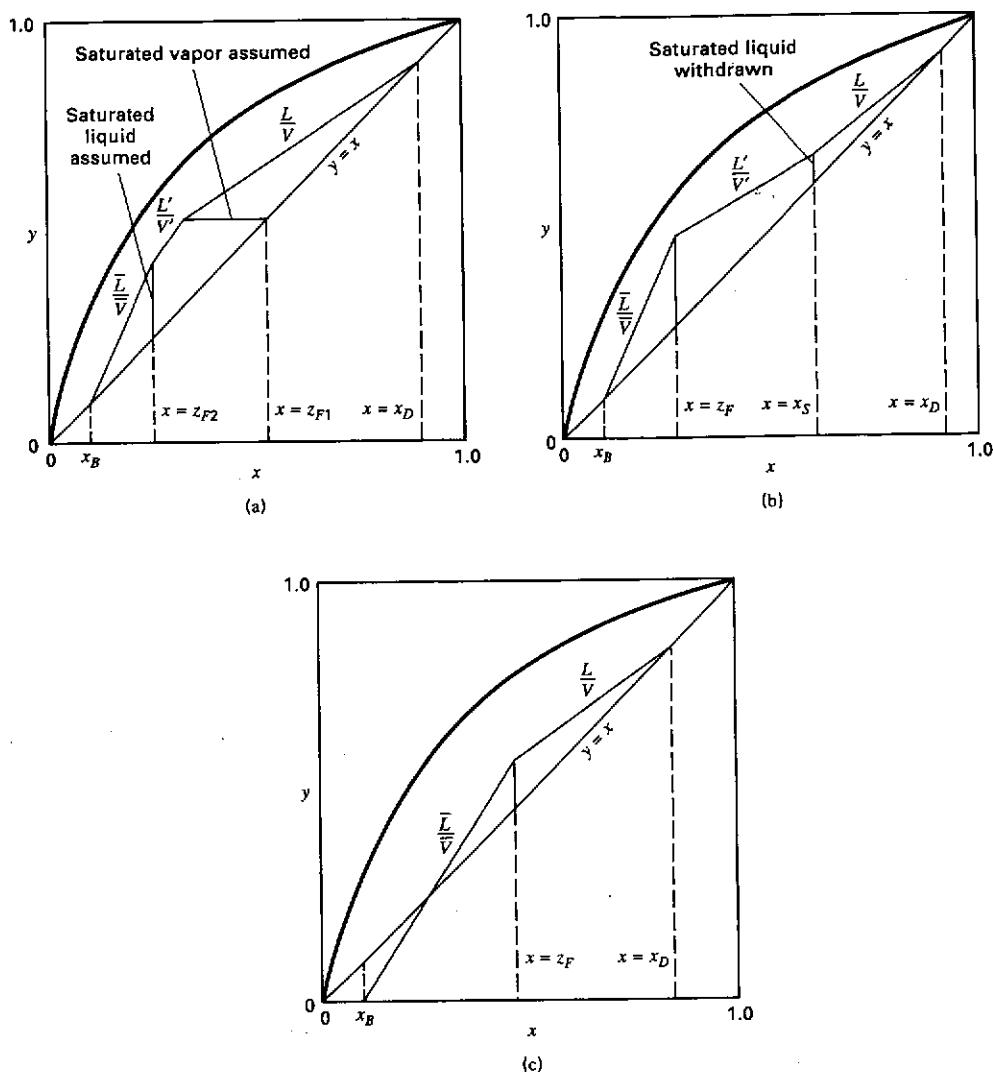 1.0
Saturated vapor assumed
Saturated
liquid
assumed
L/V
y = x
L'/V'
y
L̅/V̅
x = z_F2
x = z_F1
x = x_D
0
x_B
0
1.0
x
(a)
1.0
Saturated liquid
withdrawn
L/V
y = x
L'/V'
y
L̅/V̅
x = z_F
x = x_S
x = x_D
0
x_B
0
1.0
x
(b)
1.0
L/V
y = x
y
L̅/V̅
x = z_F
x = x_D
0
x_B
0
1.0
x
(c)